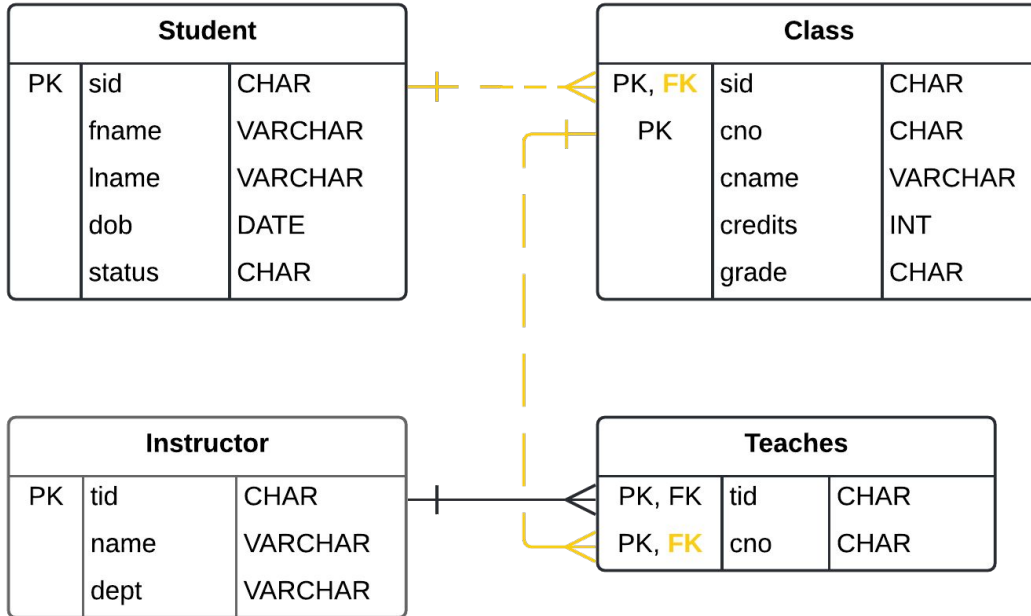 Student
PK sid CHAR
fname VARCHAR
lname VARCHAR
dob DATE
status CHAR
Class
PK, FK sid CHAR
PK cno CHAR
cname VARCHAR
credits INT
grade CHAR
Instructor
PK tid CHAR
name VARCHAR
dept VARCHAR
Teaches
PK, FK tid CHAR
PK, FK cno CHAR